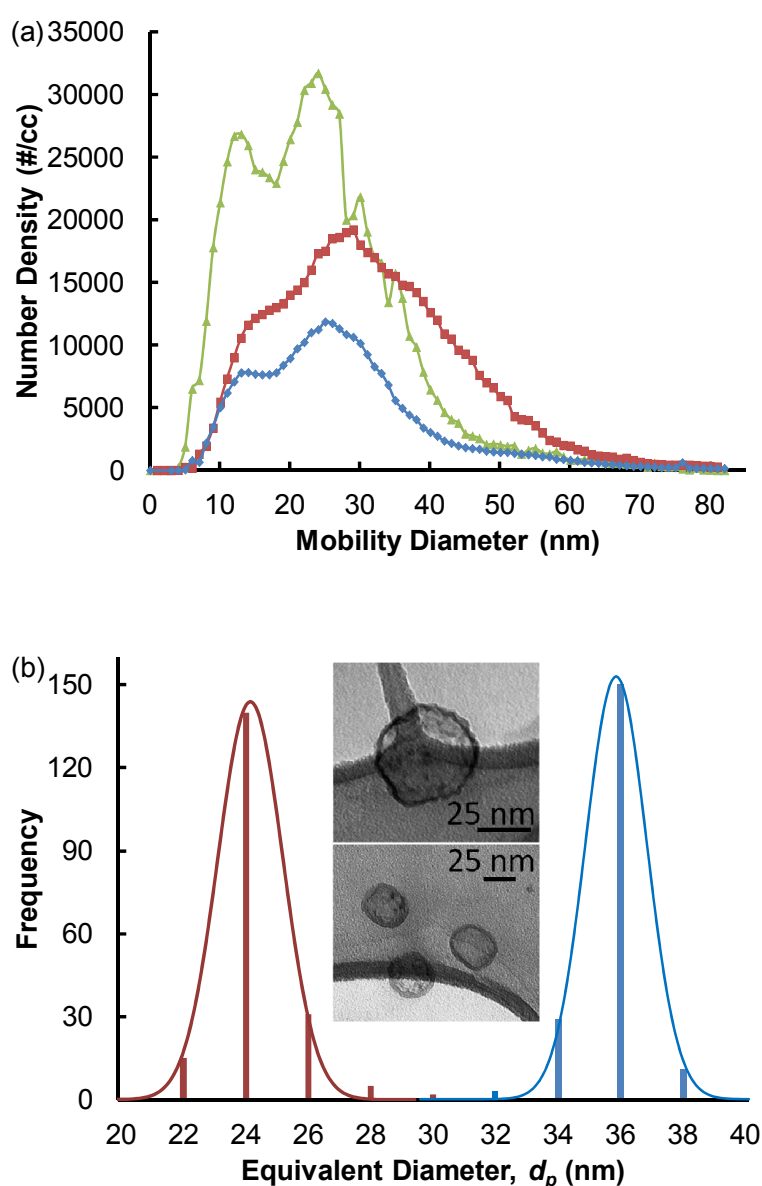 (a)
35000
30000
25000
20000
15000
10000
5000
0
Number Density (#/cc)
0 10 20 30 40 50 60 70 80
Mobility Diameter (nm)
(b)
150
120
90
60
30
0
Frequency
25 nm
25 nm
20 22 24 26 28 30 32 34 36 38 40
Equivalent Diameter, dp (nm)